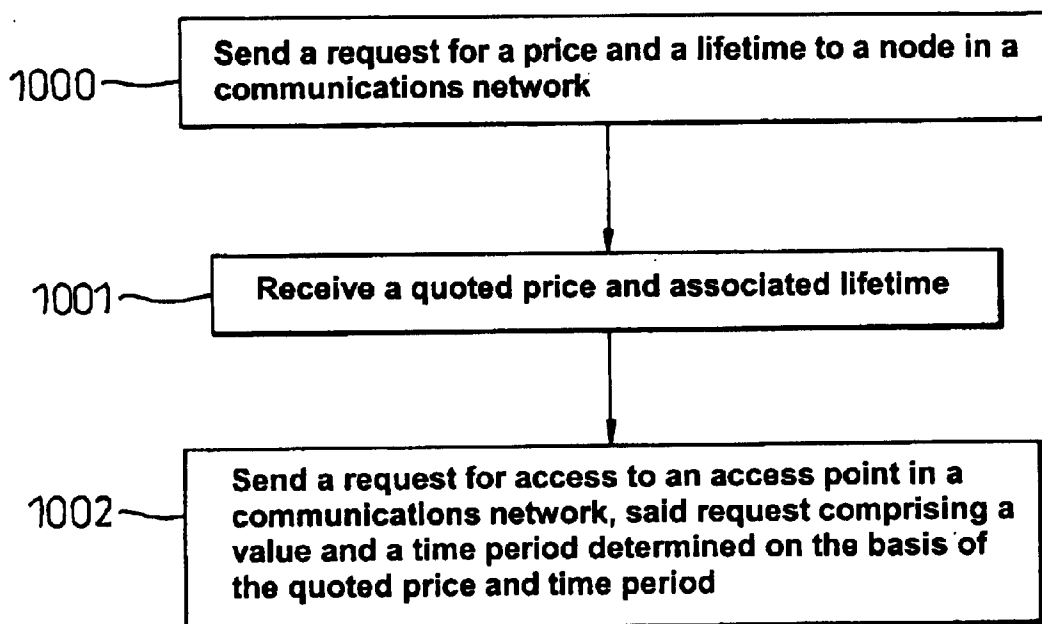 1000
Send a request for a price and a lifetime to a node in a
communications network
1001
Receive a quoted price and associated lifetime
1002
Send a request for access to an access point in a
communications network, said request comprising a
value and a time period determined on the basis of
the quoted price and time period